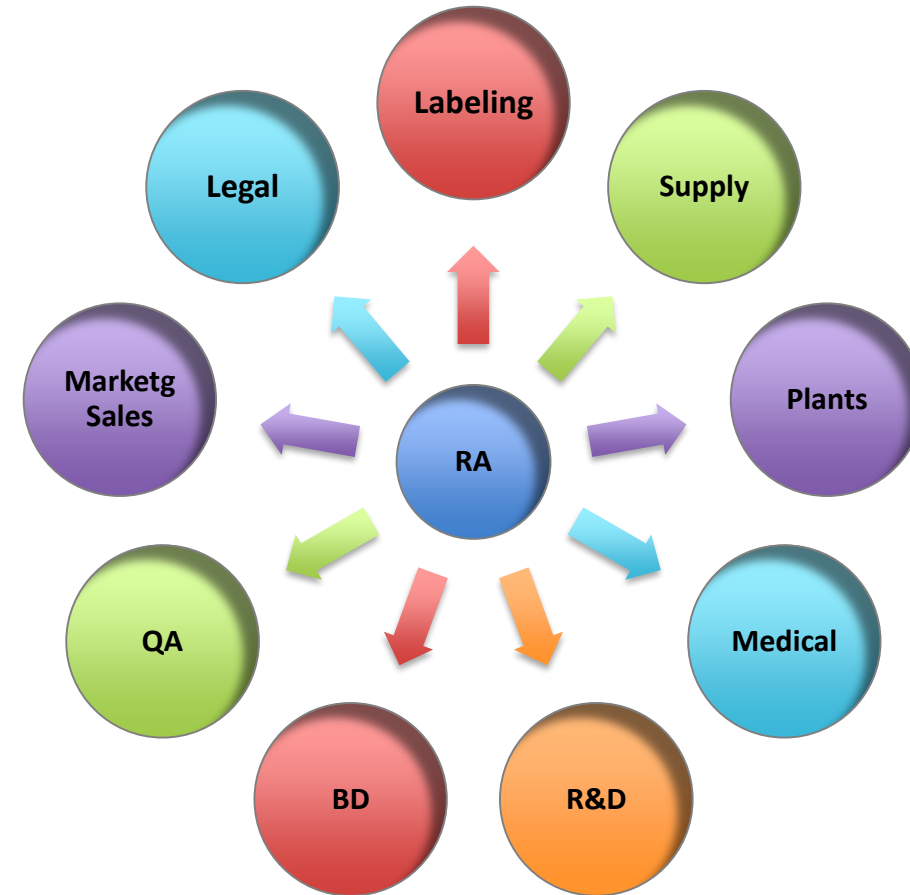 Labeling
Legal
Supply
Marketg
Sales
Plants
RA
QA
Medical
BD
R&D